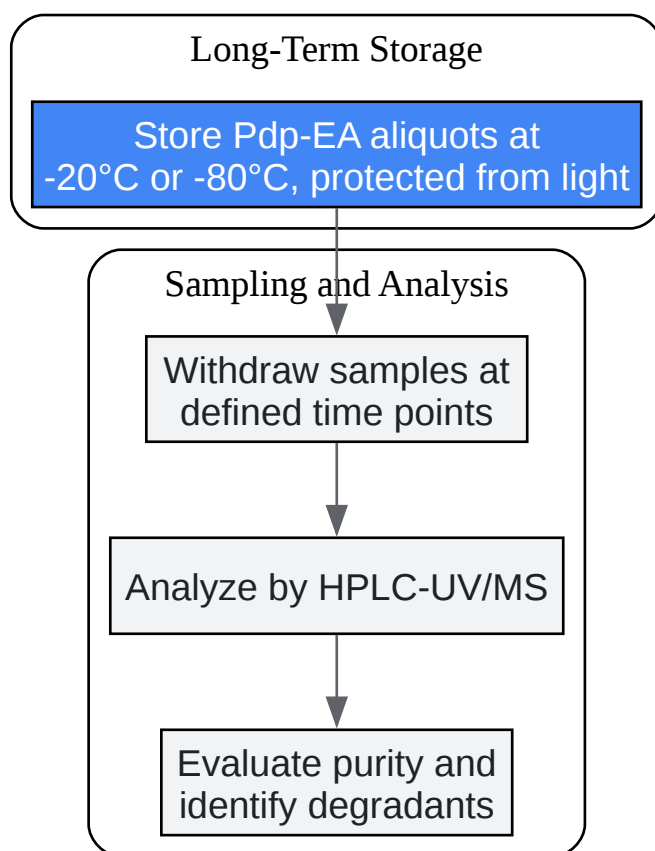 Long-Term Storage
Store Pdp-EA aliquots at
-20°C or -80°C, protected from light
Sampling and Analysis
Withdraw samples at
defined time points
Analyze by HPLC-UV/MS
Evaluate purity and
identify degradants